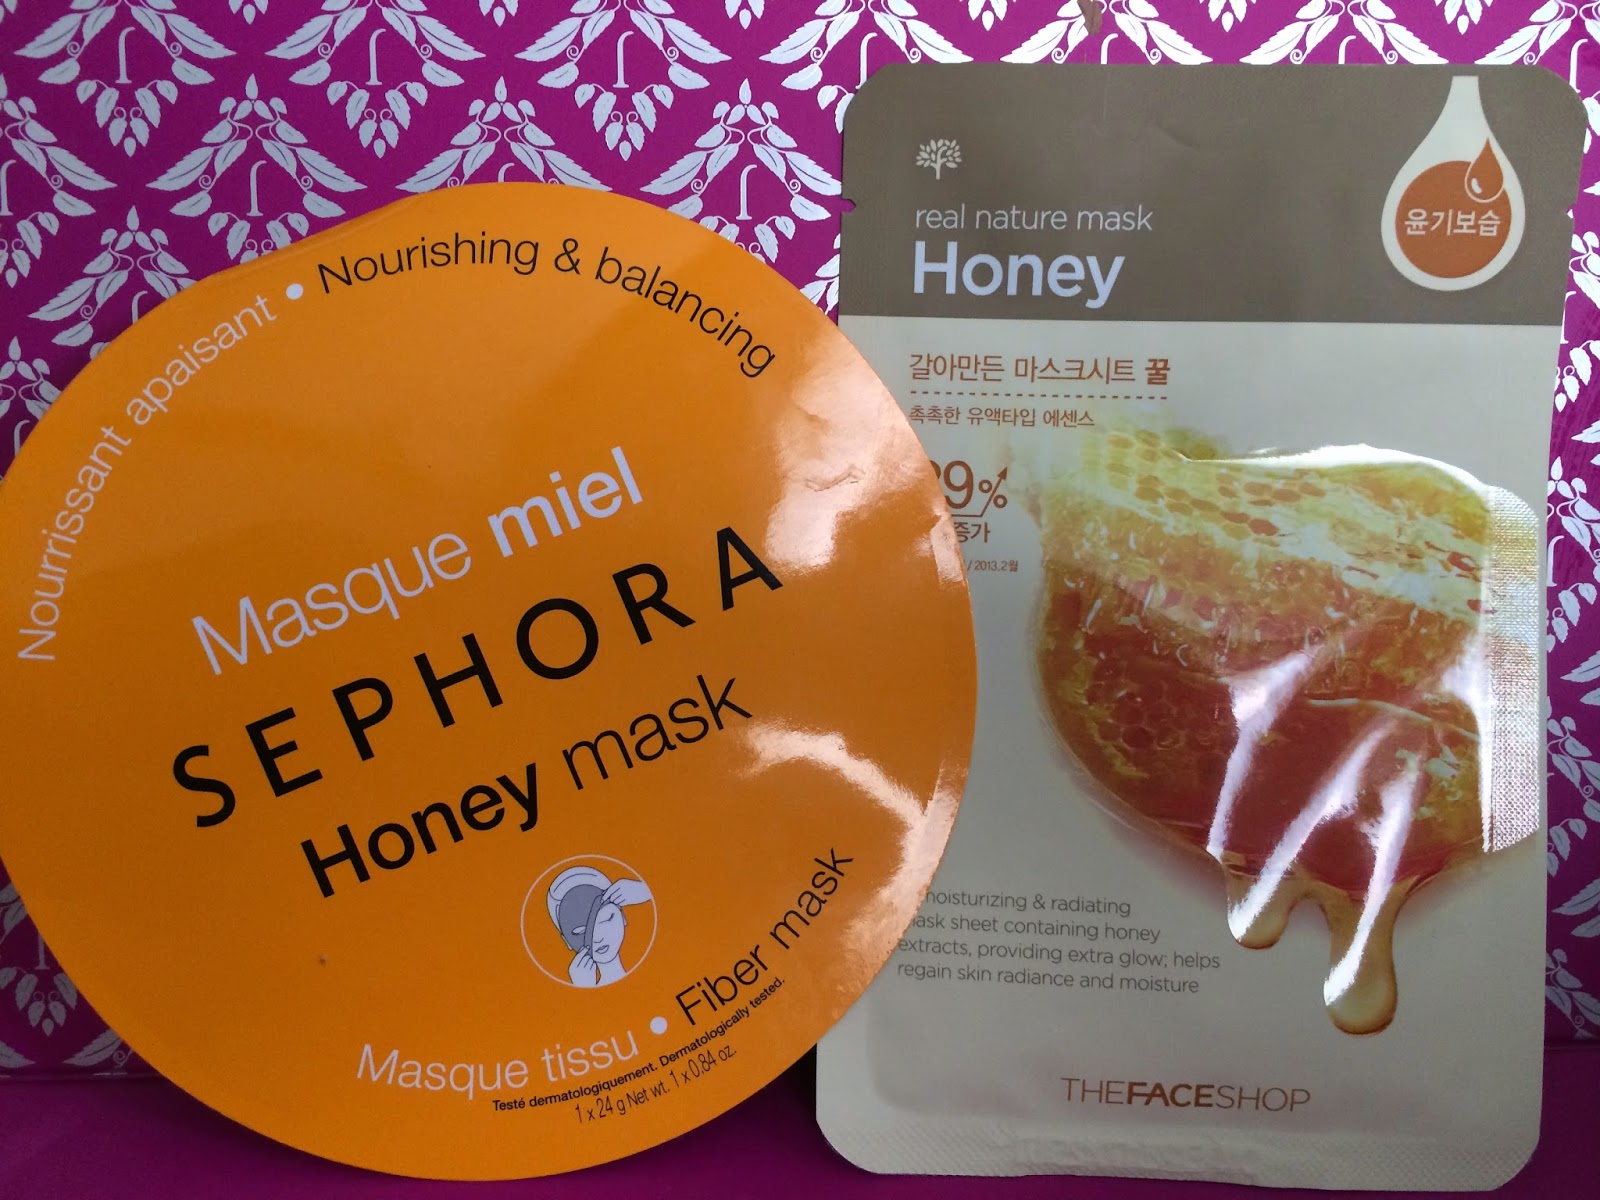 Nourrissant apaisant • Nourishing & balancing
Masque miel
SEPHORA
Honey mask
Masque tissu • Fiber mask
Testé dermatologiquement. Dermatologically tested.
1 x 24 g Net wt. 1 x 0.84 oz.
real nature mask
Honey
윤기보습
갈아만든 마스크시트 꿀
촉촉한 유액타입 에센스
9%
증가
/ 2013.2월
moisturizing & radiating
mask sheet containing honey
extracts, providing extra glow; helps
regain skin radiance and moisture
THEFACESHOP